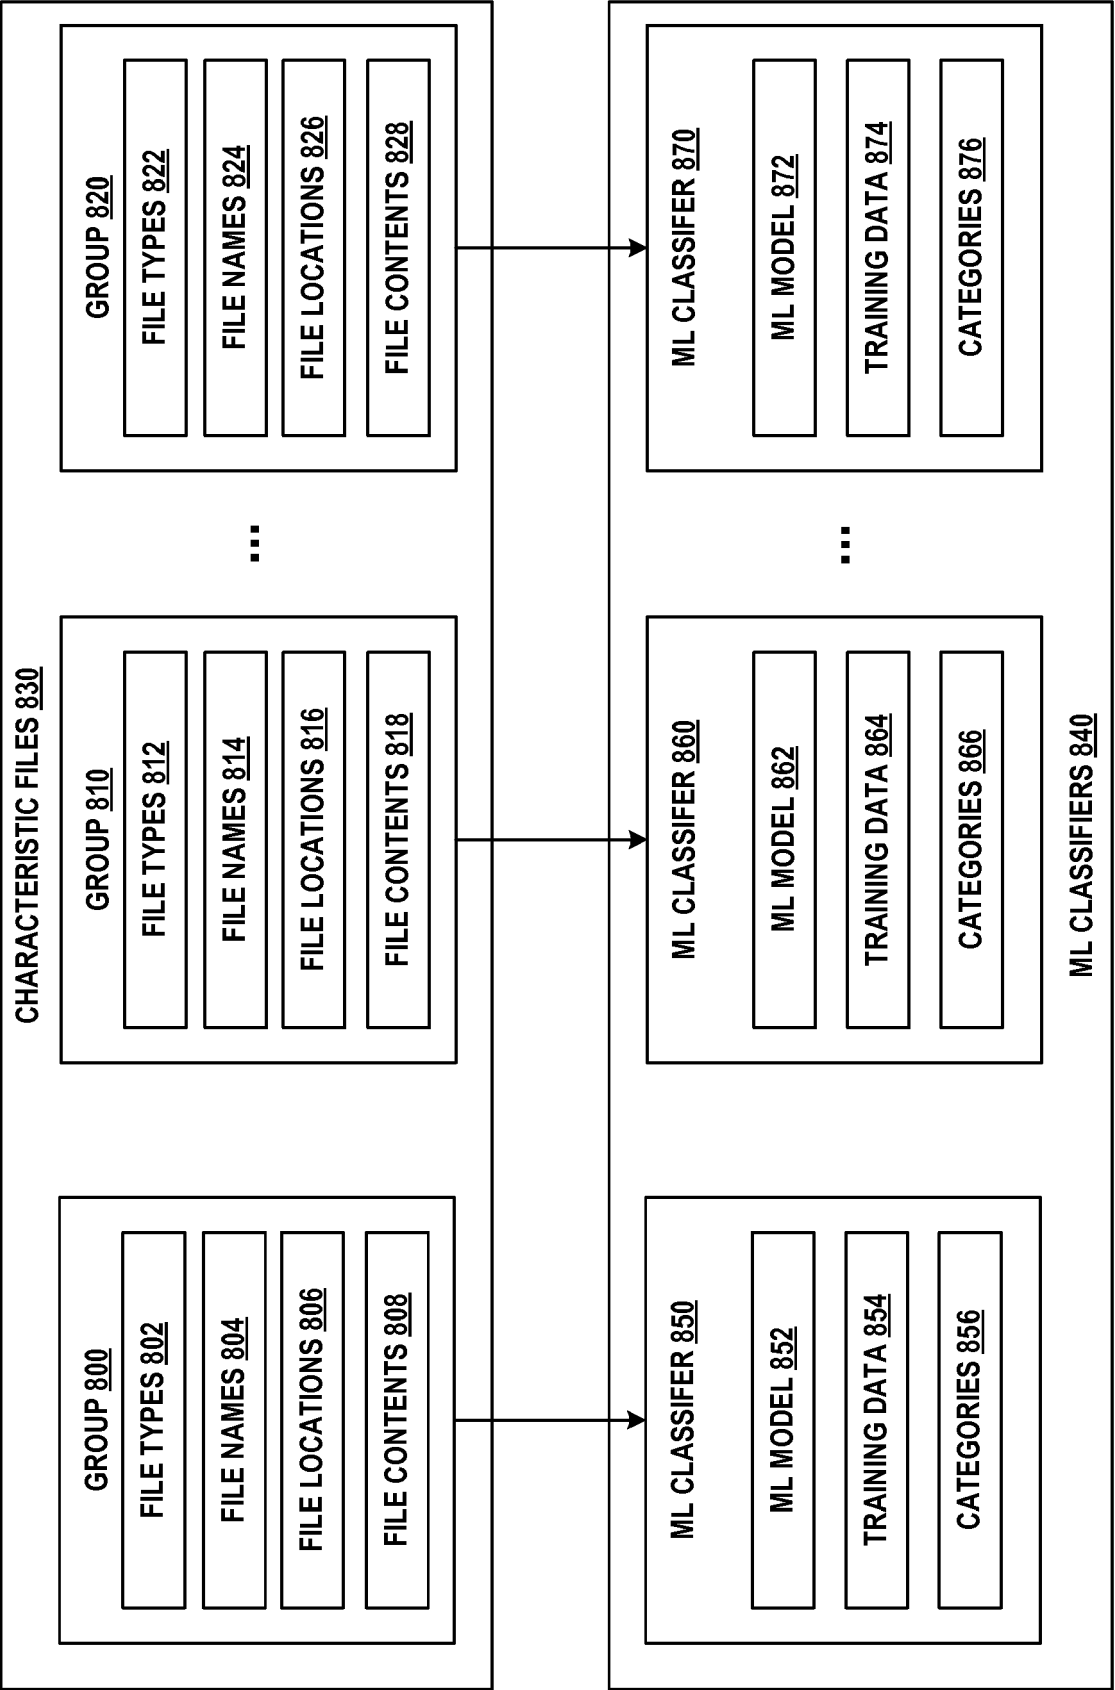 CHARACTERISTIC FILES 830
GROUP 800
FILE TYPES 802
FILE NAMES 804
FILE LOCATIONS 806
FILE CONTENTS 808
GROUP 810
FILE TYPES 812
FILE NAMES 814
FILE LOCATIONS 816
FILE CONTENTS 818
...
GROUP 820
FILE TYPES 822
FILE NAMES 824
FILE LOCATIONS 826
FILE CONTENTS 828
ML CLASSIFER 850
ML MODEL 852
TRAINING DATA 854
CATEGORIES 856
ML CLASSIFER 860
ML MODEL 862
TRAINING DATA 864
CATEGORIES 866
...
ML CLASSIFER 870
ML MODEL 872
TRAINING DATA 874
CATEGORIES 876
ML CLASSIFIERS 840